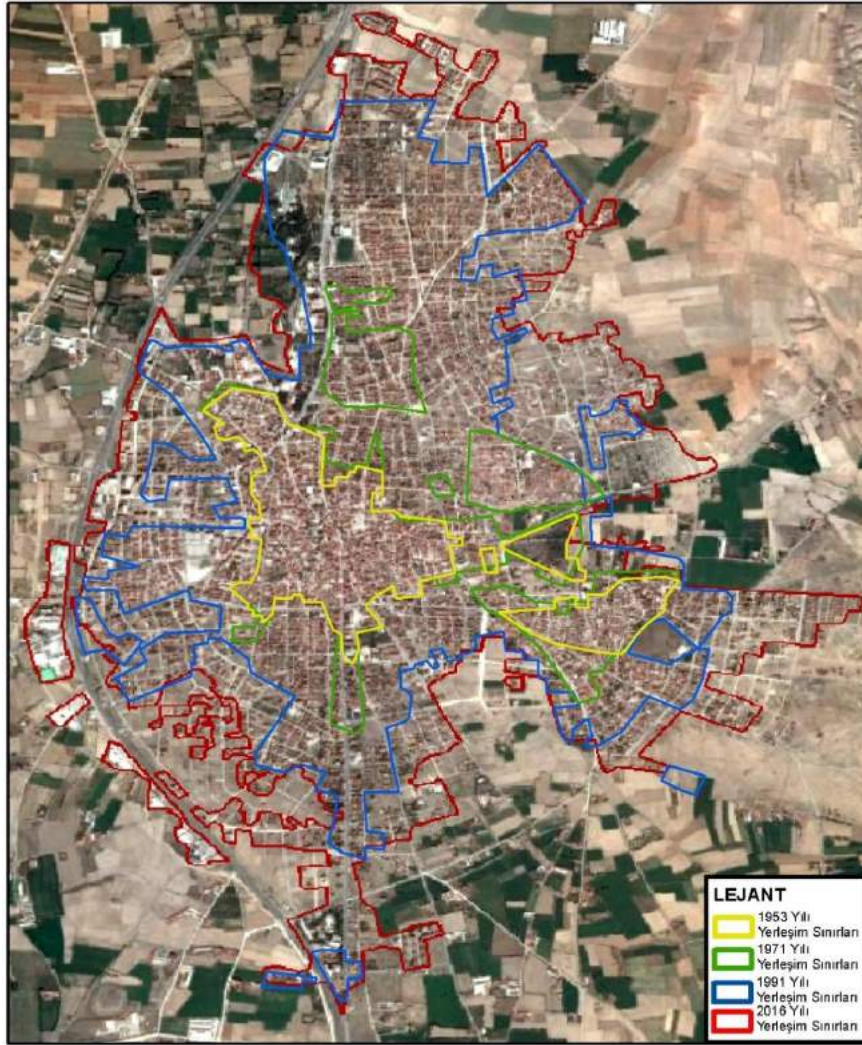 LEJANT
1953 Yılı
Yerleşim Sınırları
1971 Yılı
Yerleşim Sınırları
1991 Yılı
Yerleşim Sınırları
2016 Yılı
Yerleşim Sınırları